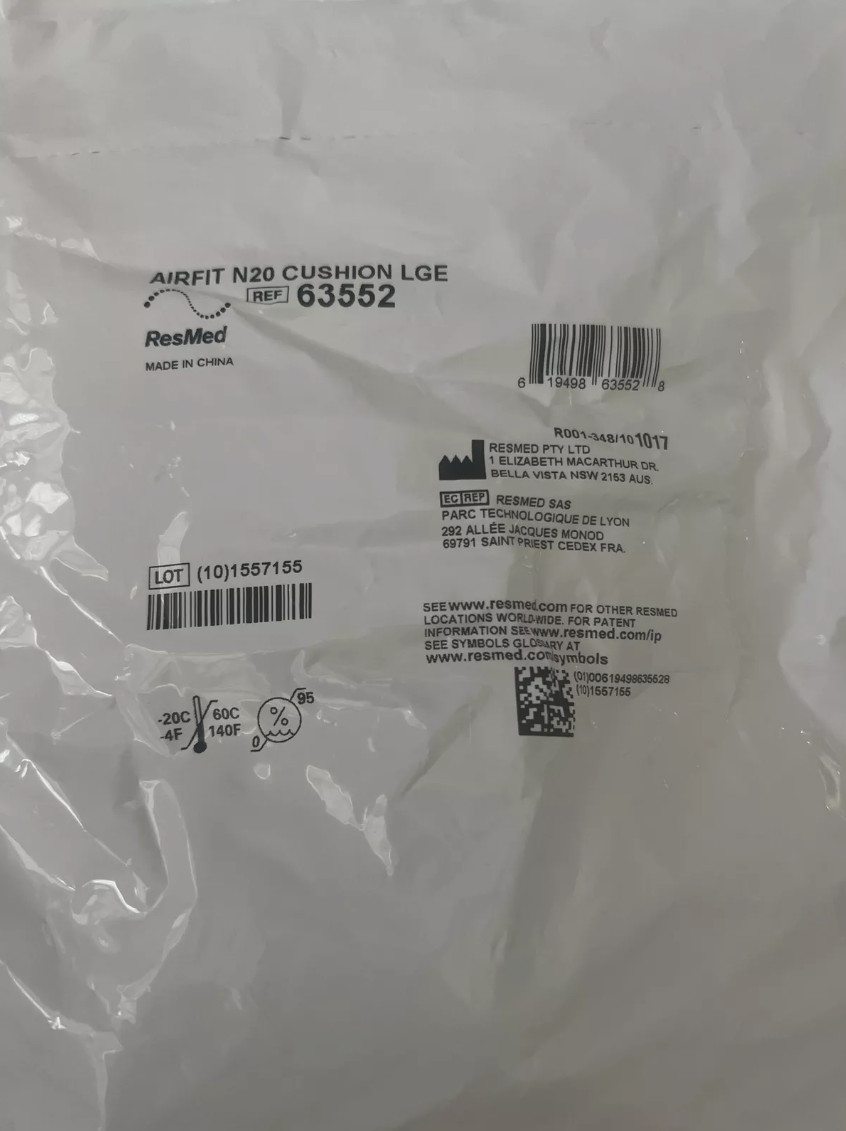 AIRFIT N20 CUSHION LGE
REF 63552
ResMed
MADE IN CHINA
6 19498 63552 8
R001-348/10 1017
RESMED PTY LTD
1 ELIZABETH MACARTHUR DR.
BELLA VISTA NSW 2153 AUS.
EC REP RESMED SAS
PARC TECHNOLOGIQUE DE LYON
292 ALLÉE JACQUES MONOD
69791 SAINT PRIEST CEDEX FRA.
LOT (10)1557155
SEE www.resmed.com FOR OTHER RESMED
LOCATIONS WORLDWIDE. FOR PATENT
INFORMATION SEE www.resmed.com/ip
SEE SYMBOLS GLOSSARY AT
www.resmed.com/symbols
(01)00619498635528
(10)1557155
-20C 60C
-4F 140F
0 % 95